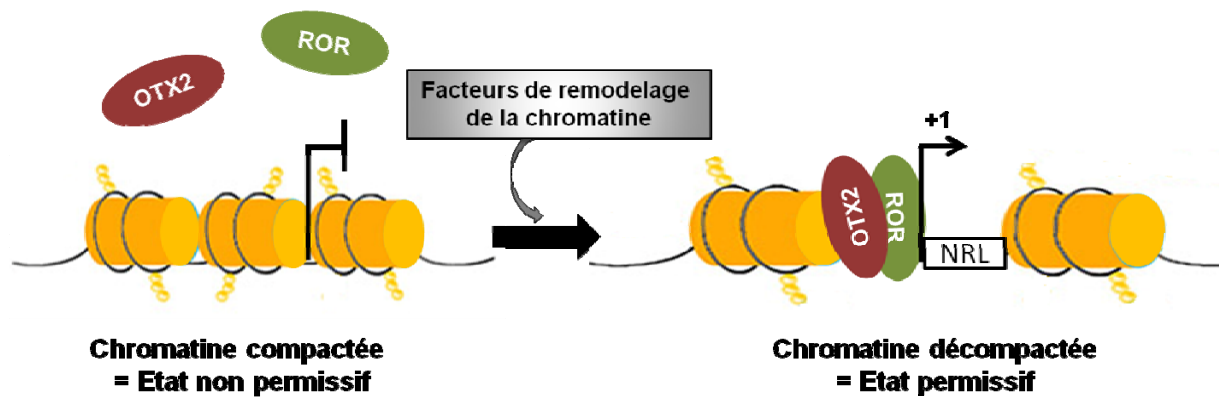 OTX2
ROR
Facteurs de remodelage
de la chromatine
+1
OTX2
ROR
NRL
Chromatine compactée
= Etat non permissif
Chromatine décompactée
= Etat permissif